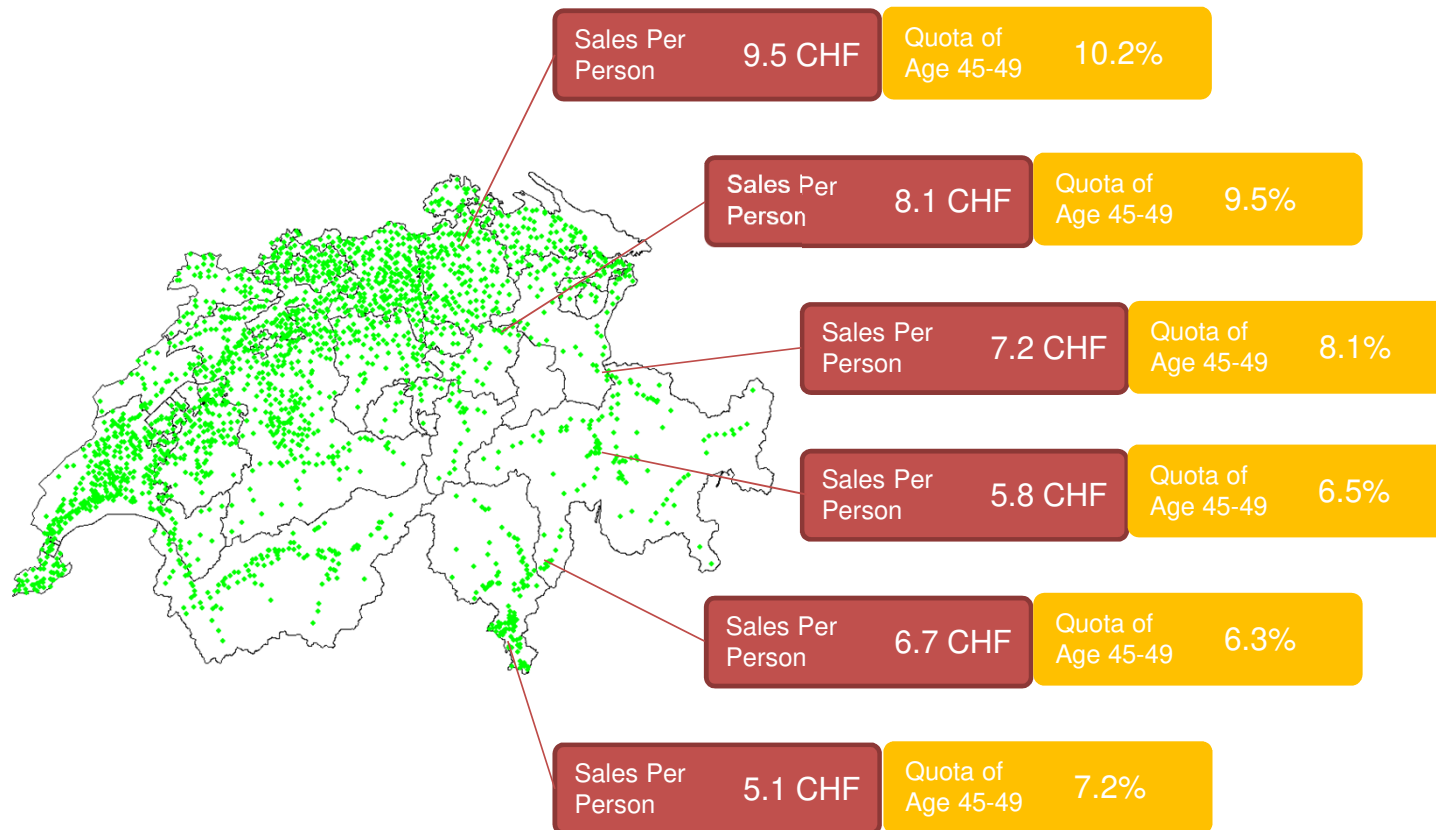 Sales Per
Person
9.5 CHF
Quota of
Age 45-49
10.2%
Sales Per
Person
8.1 CHF
Quota of
Age 45-49
9.5%
Sales Per
Person
7.2 CHF
Quota of
Age 45-49
8.1%
Sales Per
Person
5.8 CHF
Quota of
Age 45-49
6.5%
Sales Per
Person
6.7 CHF
Quota of
Age 45-49
6.3%
Sales Per
Person
5.1 CHF
Quota of
Age 45-49
7.2%